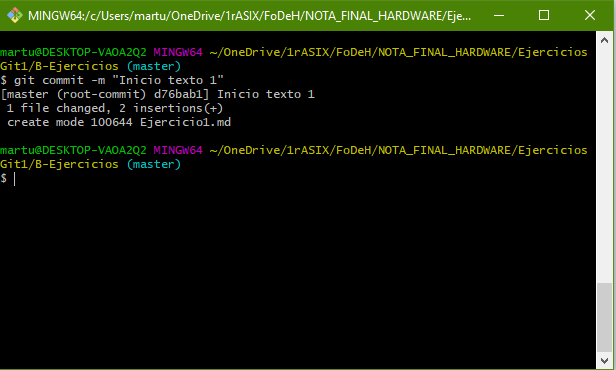 MINGW64:/c/Users/martu/OneDrive/1rASIX/FoDeH/NOTA_FINAL_HARDWARE/Eje...
martu@DESKTOP-VAOA2Q2 MINGW64 ~/OneDrive/1rASIX/FoDeH/NOTA_FINAL_HARDWARE/Ejercicios
Git1/B-Ejercicios (master)
$ git commit -m "Inicio texto 1"
[master (root-commit) d76bab1] Inicio texto 1
 1 file changed, 2 insertions(+)
 create mode 100644 Ejercicio1.md
martu@DESKTOP-VAOA2Q2 MINGW64 ~/OneDrive/1rASIX/FoDeH/NOTA_FINAL_HARDWARE/Ejercicios
Git1/B-Ejercicios (master)
$